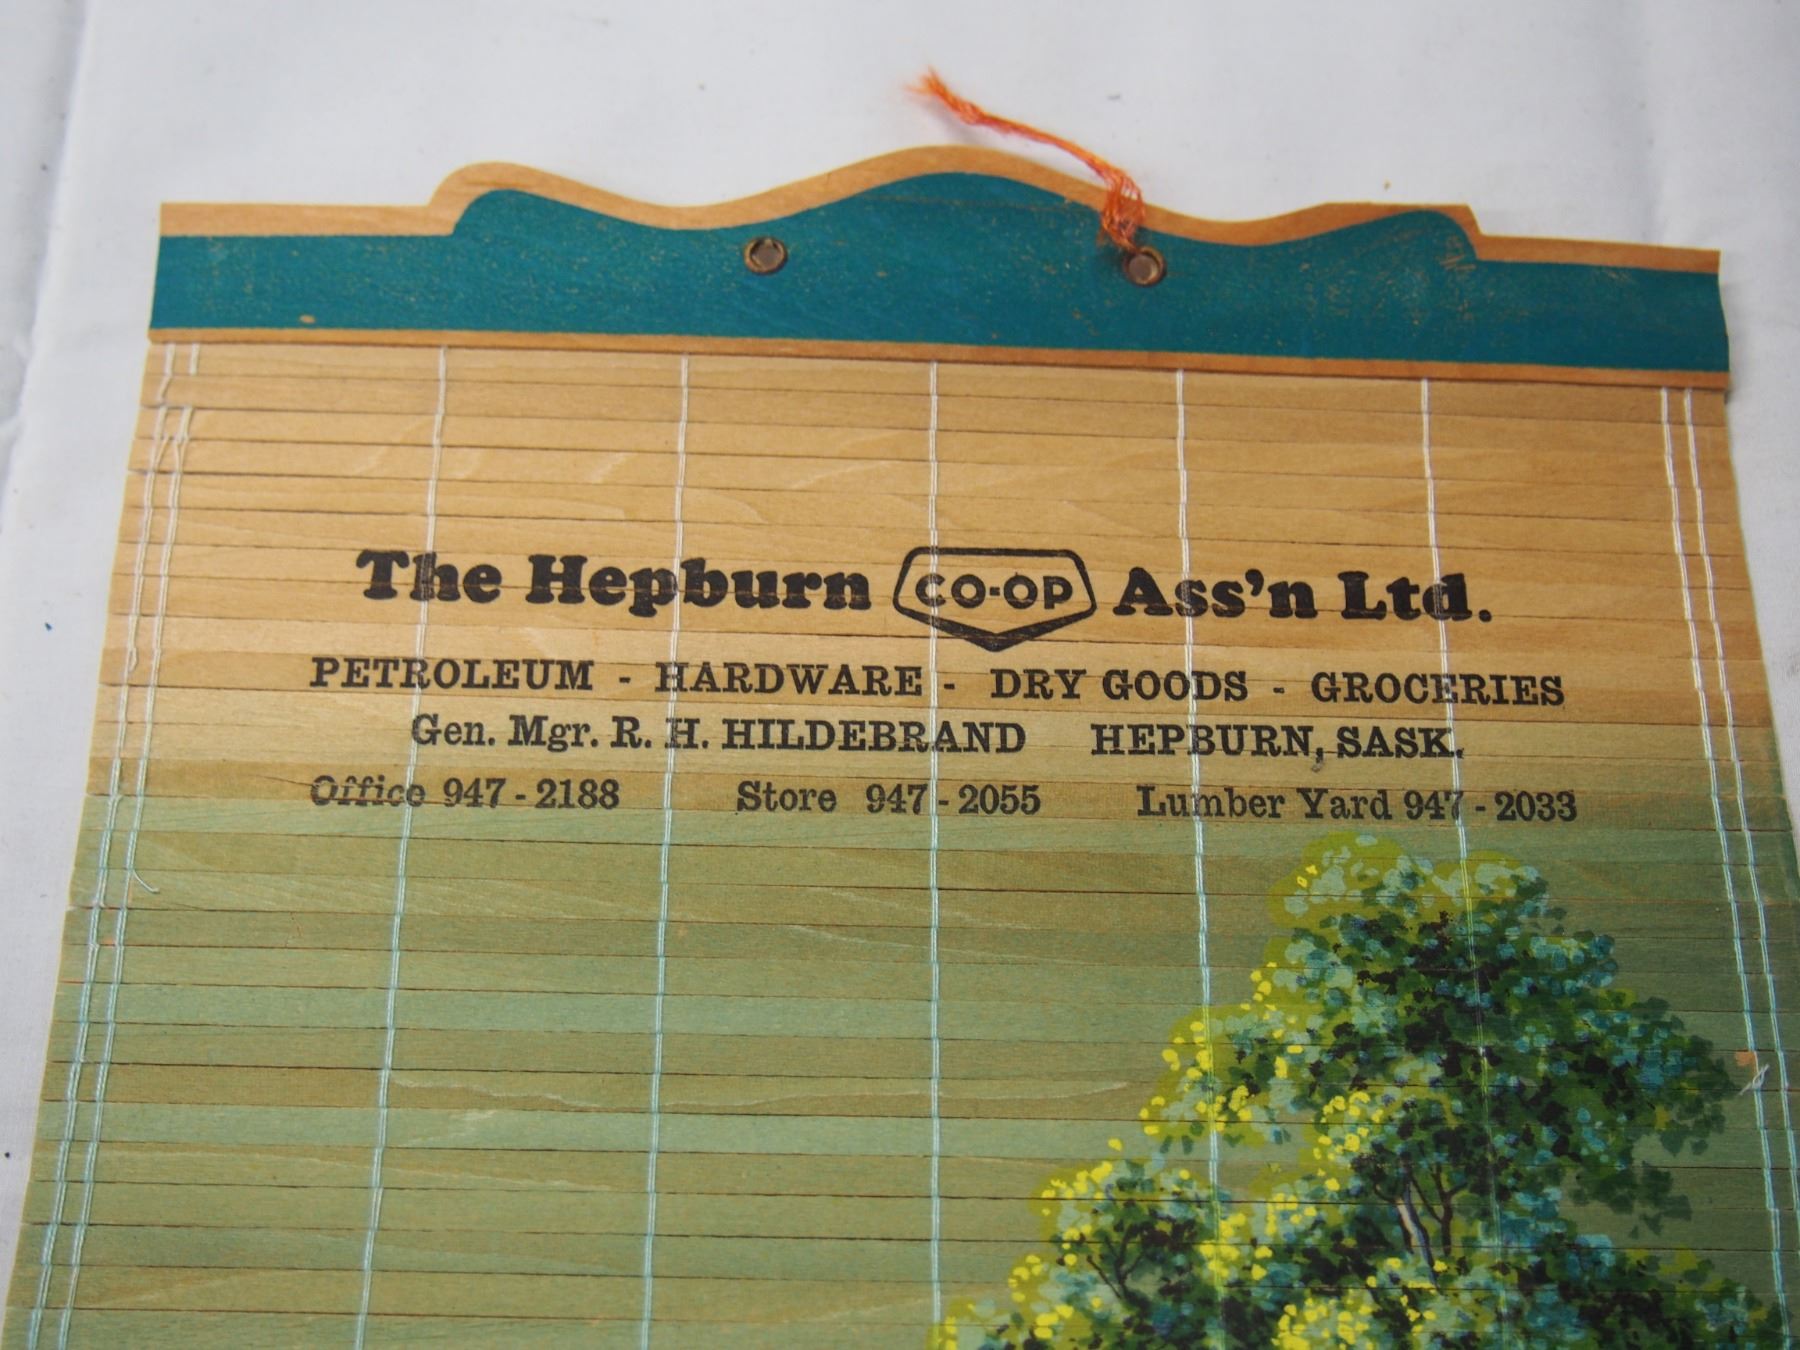 The Hepburn CO-OP Ass'n Ltd.
PETROLEUM - HARDWARE - DRY GOODS - GROCERIES
Gen. Mgr. R. H. HILDEBRAND HEPBURN, SASK.
Office 947-2188 Store 947-2055 Lumber Yard 947-2033